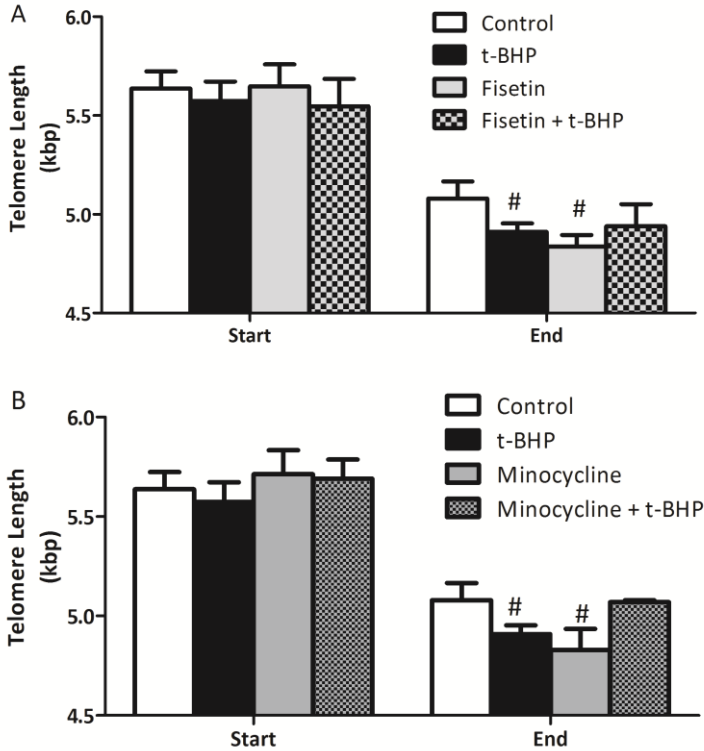 A
Telomere Length
(kbp)
6.0
5.5
5.0
4.5
Control
t-BHP
Fisetin
Fisetin + t-BHP
# #
Start End
B
Telomere Length
(kbp)
6.0
5.5
5.0
4.5
Control
t-BHP
Minocycline
Minocycline + t-BHP
# #
Start End